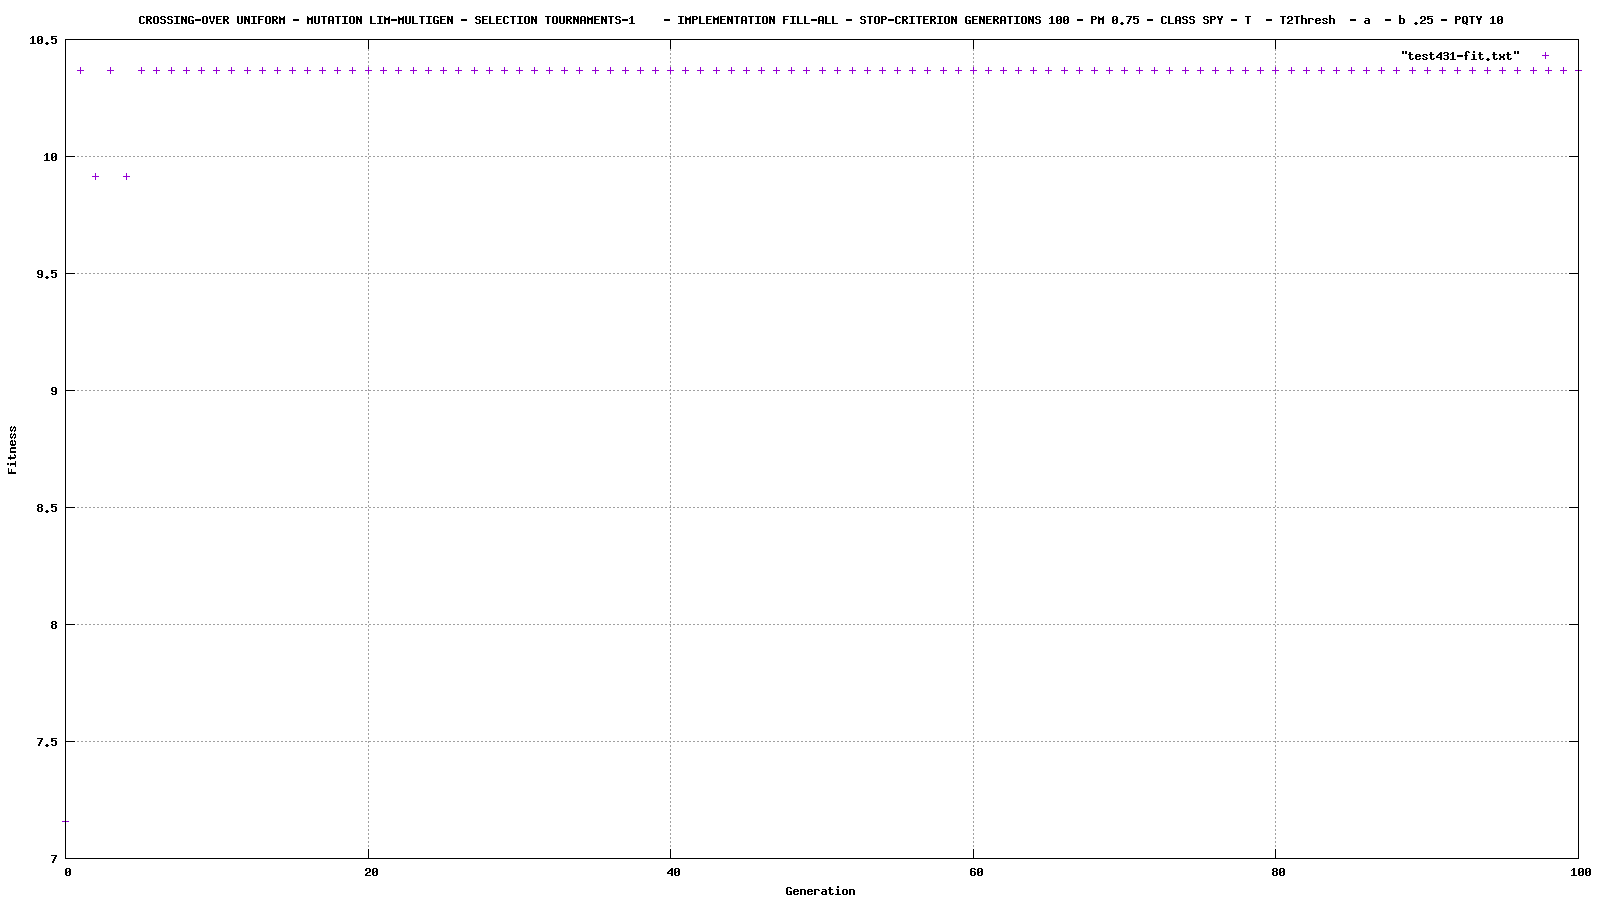 CROSSING-OVER UNIFORM - MUTATION LIM-MULTIGEN - SELECTION TOURNAMENTS-1    - IMPLEMENTATION FILL-ALL - STOP-CRITERION GENERATIONS 100 - PM 0.75 - CLASS SPY - T  - T2Thresh  - a  - b .25 - PQTY 10
10.5
"test431-fit.txt"
10
9.5
9
Fitness
8.5
8
7.5
7
0 20 40 60 80 100
Generation